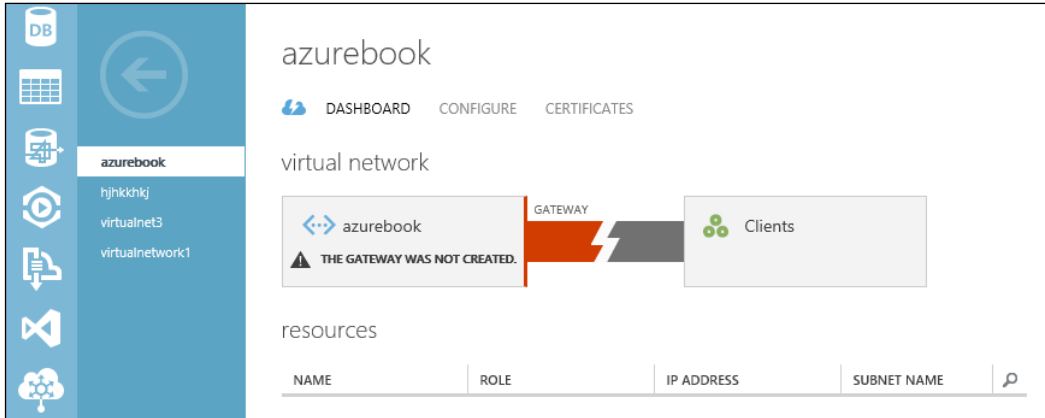 DB
azurebook
hjhkkhkj
virtualnet3
virtualnetwork1
azurebook
DASHBOARD CONFIGURE CERTIFICATES
virtual network
GATEWAY
azurebook
THE GATEWAY WAS NOT CREATED.
Clients
resources
NAME ROLE IP ADDRESS SUBNET NAME